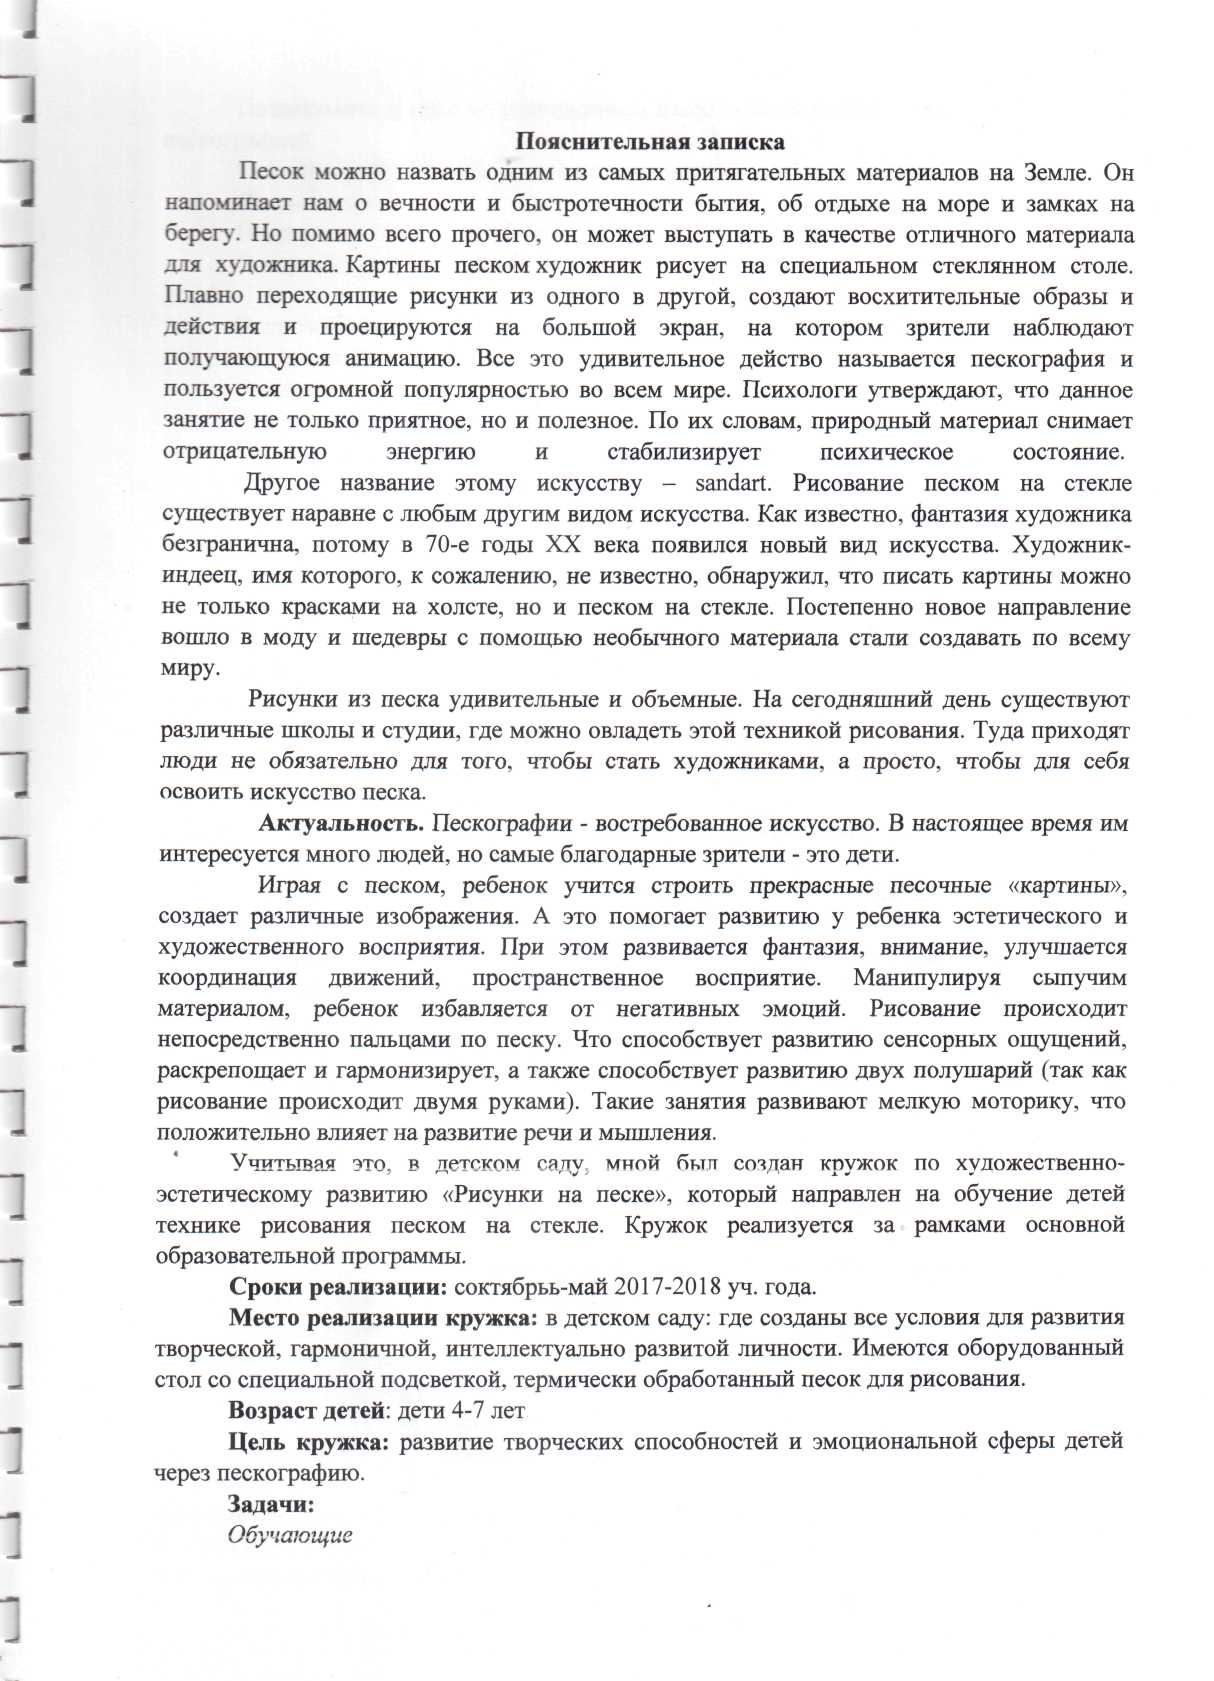 Пояснительная записка
Песок можно назвать одним из самых притягательных материалов на Земле. Он
напоминает нам о вечности и быстротечности бытия, об отдыхе на море и замках на
берегу. Но помимо всего прочего, он может выступать в качестве отличного материала
для художника. Картины песком художник рисует на специальном стеклянном столе.
Плавно переходящие рисунки из одного в другой, создают восхитительные образы и
действия и проецируются на большой экран, на котором зрители наблюдают
получающуюся анимацию. Все это удивительное действо называется пескография и
пользуется огромной популярностью во всем мире. Психологи утверждают, что данное
занятие не только приятное, но и полезное. По их словам, природный материал снимает
отрицательную энергию и стабилизирует психическое состояние.
Другое название этому искусству – sandart. Рисование песком на стекле
существует наравне с любым другим видом искусства. Как известно, фантазия художника
безгранична, потому в 70-е годы XX века появился новый вид искусства. Художник-
индеец, имя которого, к сожалению, не известно, обнаружил, что писать картины можно
не только красками на холсте, но и песком на стекле. Постепенно новое направление
вошло в моду и шедевры с помощью необычного материала стали создавать по всему
миру.
Рисунки из песка удивительные и объемные. На сегодняшний день существуют
различные школы и студии, где можно овладеть этой техникой рисования. Туда приходят
люди не обязательно для того, чтобы стать художниками, а просто, чтобы для себя
освоить искусство песка.
Актуальность. Пескографии - востребованное искусство. В настоящее время им
интересуется много людей, но самые благодарные зрители - это дети.
Играя с песком, ребенок учится строить прекрасные песочные «картины»,
создает различные изображения. А это помогает развитию у ребенка эстетического и
художественного восприятия. При этом развивается фантазия, внимание, улучшается
координация движений, пространственное восприятие. Манипулируя сыпучим
материалом, ребенок избавляется от негативных эмоций. Рисование происходит
непосредственно пальцами по песку. Что способствует развитию сенсорных ощущений,
раскрепощает и гармонизирует, а также способствует развитию двух полушарий (так как
рисование происходит двумя руками). Такие занятия развивают мелкую моторику, что
положительно влияет на развитие речи и мышления.
Учитывая это, в детском саду, мной был создан кружок по художественно-
эстетическому развитию «Рисунки на песке», который направлен на обучение детей
технике рисования песком на стекле. Кружок реализуется за рамками основной
образовательной программы.
Сроки реализации: соктябрьь-май 2017-2018 уч. года.
Место реализации кружка: в детском саду: где созданы все условия для развития
творческой, гармоничной, интеллектуально развитой личности. Имеются оборудованный
стол со специальной подсветкой, термически обработанный песок для рисования.
Возраст детей: дети 4-7 лет
Цель кружка: развитие творческих способностей и эмоциональной сферы детей
через пескографию.
Задачи:
Обучающие